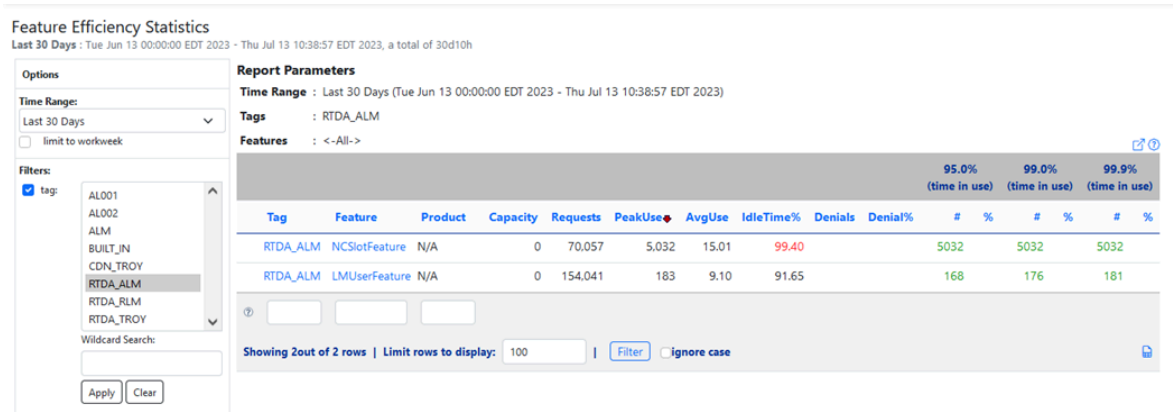 Feature Efficiency Statistics
Last 30 Days : Tue Jun 13 00:00:00 EDT 2023 - Thu Jul 13 10:38:57 EDT 2023, a total of 30d10h
Options
Time Range:
Last 30 Days
limit to workweek
Filters:
tag:
AL001
AL002
ALM
BUILT_IN
CDN_TROY
RTDA_ALM
RTDA_RLM
RTDA_TROY
Wildcard Search:
Apply Clear
Report Parameters
Time Range : Last 30 Days (Tue Jun 13 00:00:00 EDT 2023 - Thu Jul 13 10:38:57 EDT 2023)
Tags : RTDA_ALM
Features : <-All->
95.0% 99.0% 99.9%
(time in use) (time in use) (time in use)
Tag Feature Product Capacity Requests PeakUse AvgUse IdleTime% Denials Denial% # % # % # %
RTDA_ALM NCSlotFeature N/A 0 70,057 5,032 15.01 99.40 5032 5032 5032
RTDA_ALM LMUserFeature N/A 0 154,041 183 9.10 91.65 168 176 181
Showing 2out of 2 rows | Limit rows to display: 100 | Filter ignore case